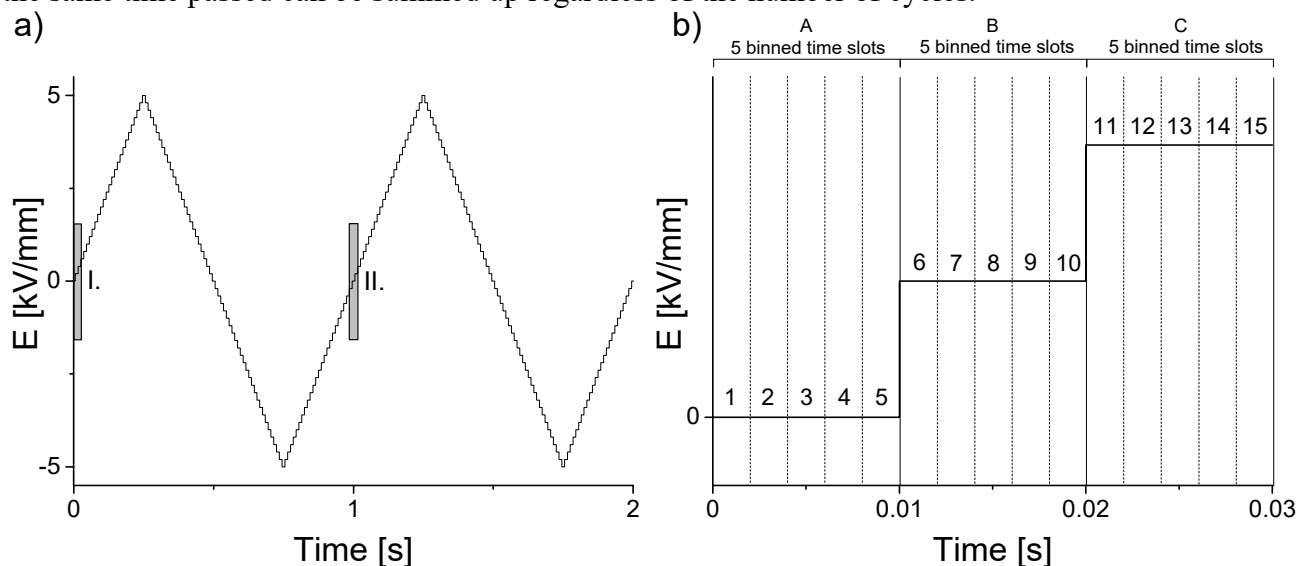 the same time passed can be summed up regardless of the number of cycles.
a)
5
0
-5
E [kV/mm]
I.
II.
0
1
2
Time [s]
b)
A
B
C
5 binned time slots
5 binned time slots
5 binned time slots
11 12 13 14 15
6 7 8 9 10
1 2 3 4 5
0
E [kV/mm]
0
0.01
0.02
0.03
Time [s]